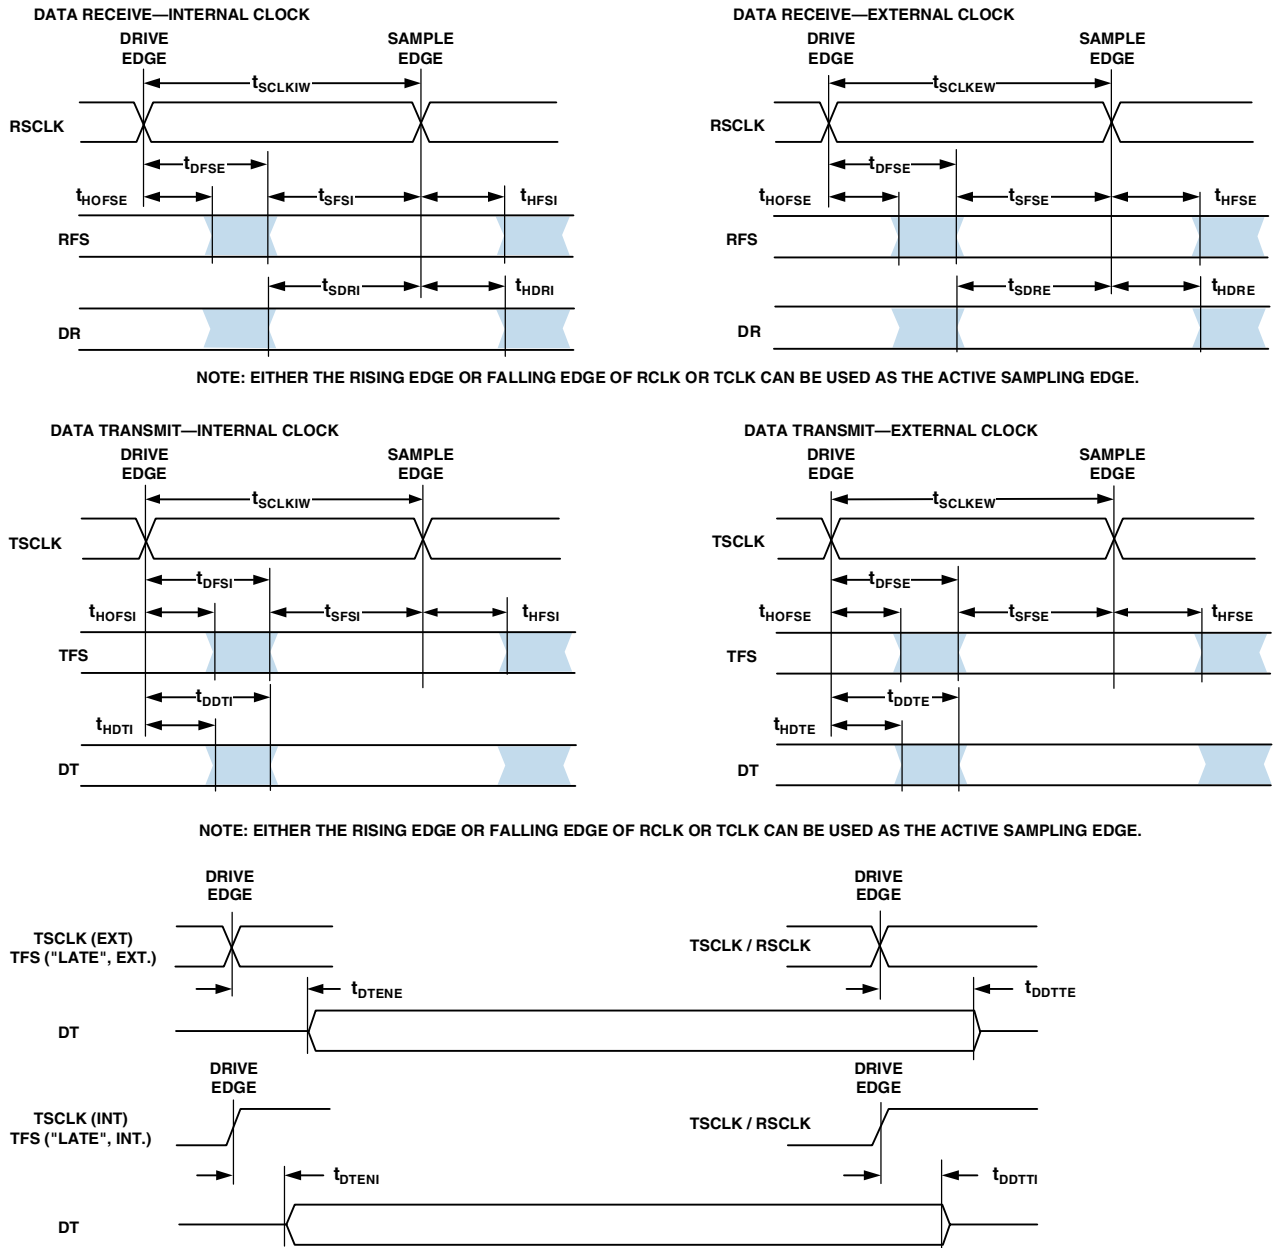 DATA RECEIVE—INTERNAL CLOCK
DRIVE EDGE
SAMPLE EDGE
tSCLKIW
RSCLK
tDFSE
tHOFSE
tSFSI
tHFSI
RFS
tSDRI
tHDRI
DR
DATA RECEIVE—EXTERNAL CLOCK
DRIVE EDGE
SAMPLE EDGE
tSCLKEW
RSCLK
tDFSE
tHOFSE
tSFSE
tHFSE
RFS
tSDRE
tHDRE
DR
NOTE: EITHER THE RISING EDGE OR FALLING EDGE OF RCLK OR TCLK CAN BE USED AS THE ACTIVE SAMPLING EDGE.
DATA TRANSMIT—INTERNAL CLOCK
DRIVE EDGE
SAMPLE EDGE
tSCLKIW
TSCLK
tDFSI
tHOFSI
tSFSI
tHFSI
TFS
tDDTI
tHDTI
DT
DATA TRANSMIT—EXTERNAL CLOCK
DRIVE EDGE
SAMPLE EDGE
tSCLKEW
TSCLK
tDFSE
tHOFSE
tSFSE
tHFSE
TFS
tDDTE
tHDTE
DT
NOTE: EITHER THE RISING EDGE OR FALLING EDGE OF RCLK OR TCLK CAN BE USED AS THE ACTIVE SAMPLING EDGE.
DRIVE EDGE
DRIVE EDGE
TSCLK (EXT)
TFS ("LATE", EXT.)
TSCLK / RSCLK
tDTENE
tDDTTE
DT
DRIVE EDGE
DRIVE EDGE
TSCLK (INT)
TFS ("LATE", INT.)
TSCLK / RSCLK
tDTENI
tDDTTI
DT